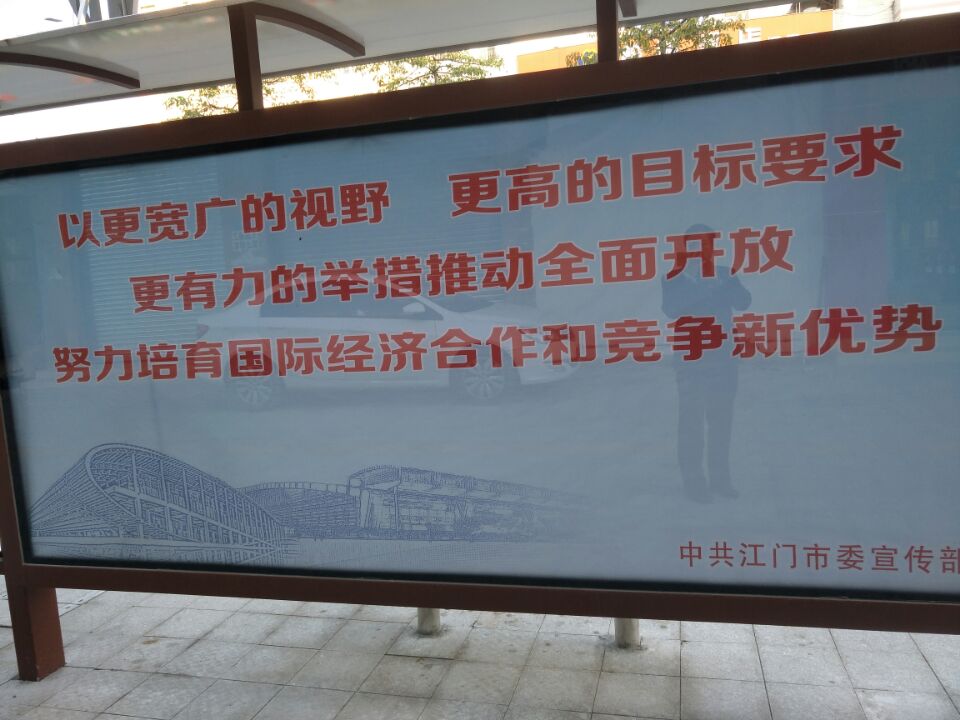 以更宽广的视野 更高的目标要求
更有力的举措推动全面开放
努力培育国际经济合作和竞争新优势
中共江门市委宣传部